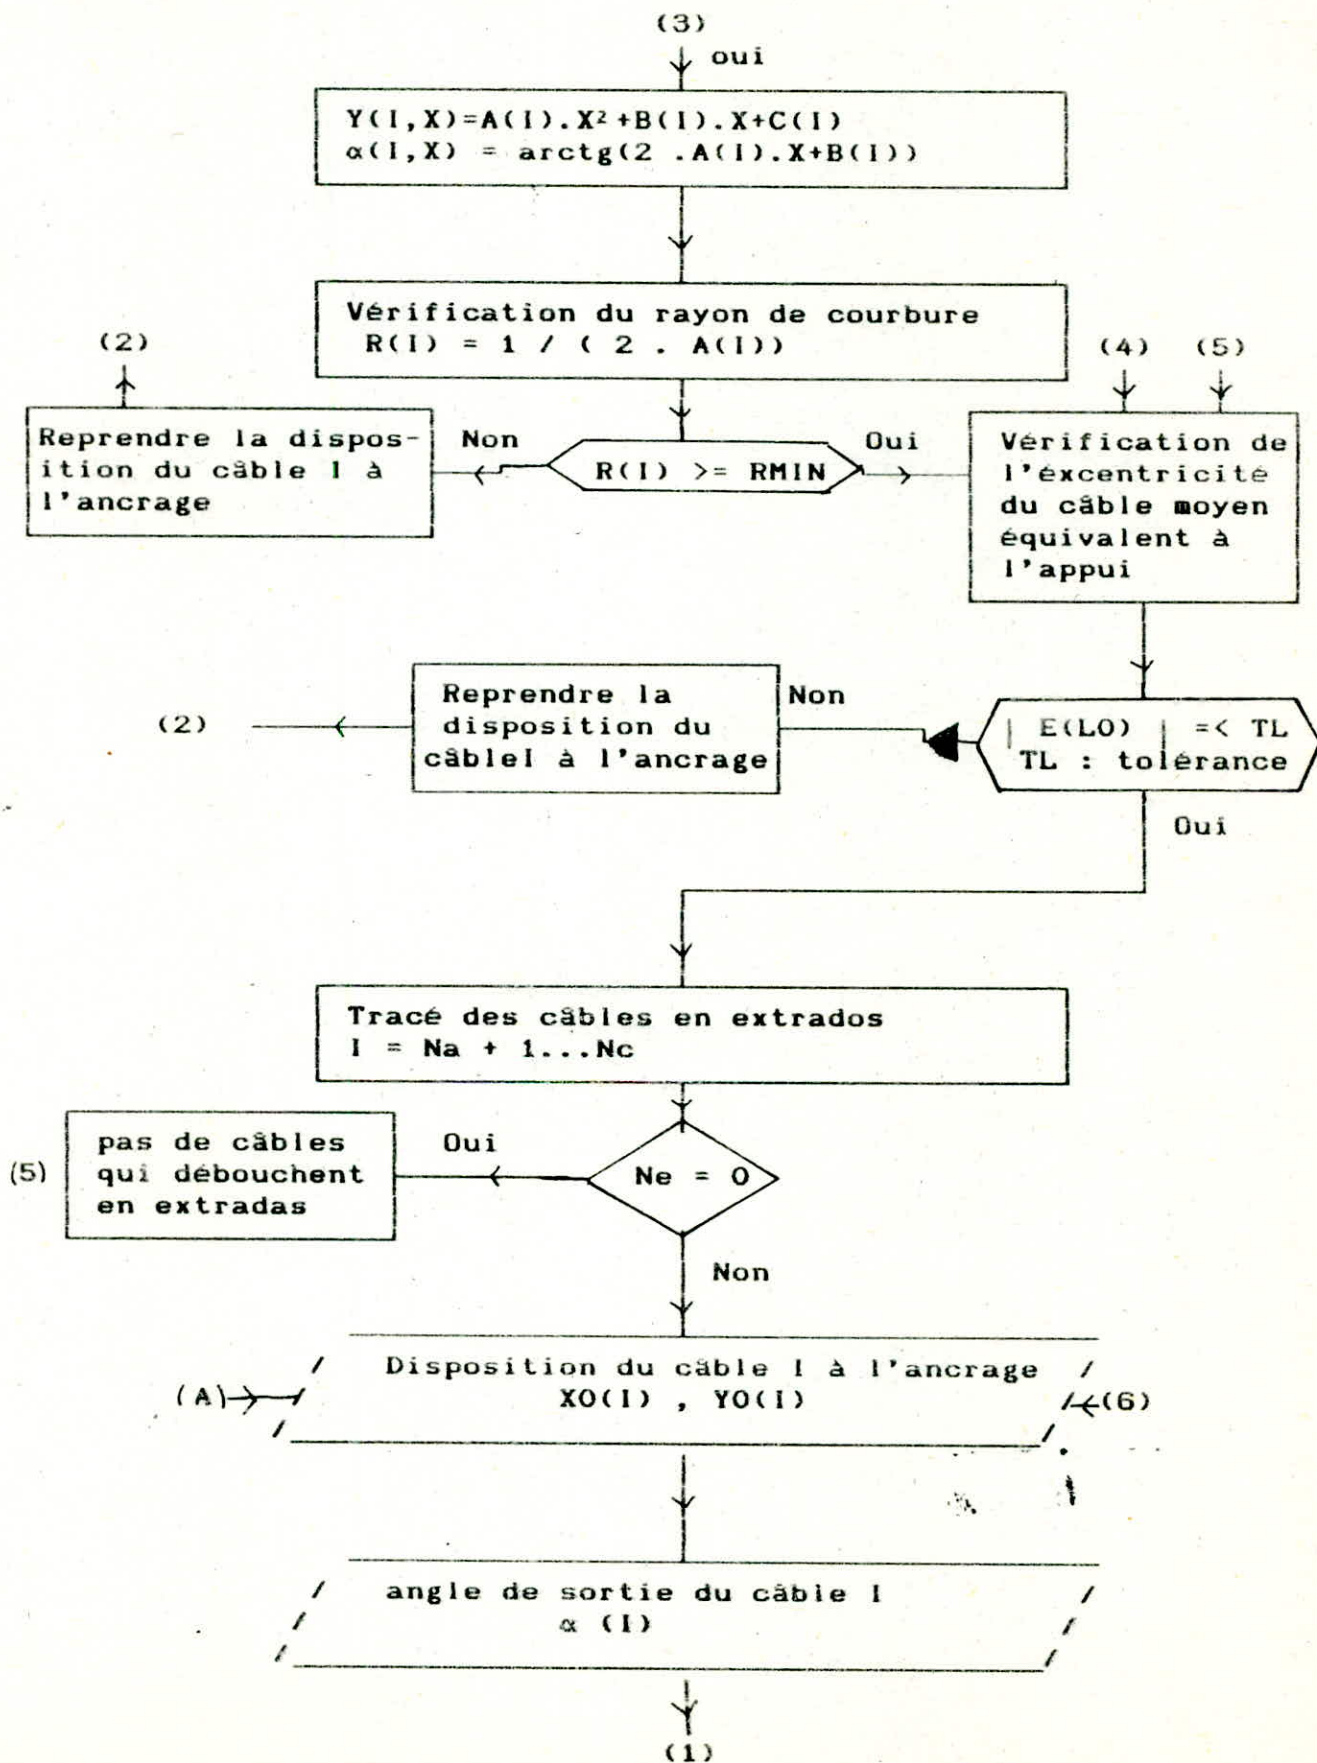 (3)
oui
Y(I,X)=A(I).X²+B(I).X+C(I)
α(I,X) = arctg(2 .A(I).X+B(I))
Vérification du rayon de courbure
R(I) = 1 / ( 2 . A(I))
(2)
(4) (5)
Reprendre la dispos-
ition du câble I à
l'ancrage
Non
R(I) >= RMIN
Oui
Vérification de
l'éxcentricité
du câble moyen
équivalent à
l'appui
(2)
Reprendre la
disposition du
câbleI à l'ancrage
Non
| E(LO) | =< TL
TL : tolérance
Oui
Tracé des câbles en extrados
I = Na + 1...Nc
(5)
pas de câbles
qui débouchent
en extradas
Oui
Ne = 0
Non
(A)
/ Disposition du câble I à l'ancrage /
/ XO(I) , YO(I) /
/ /
(6)
/ angle de sortie du câble I /
/ α (I) /
/ /
(1)